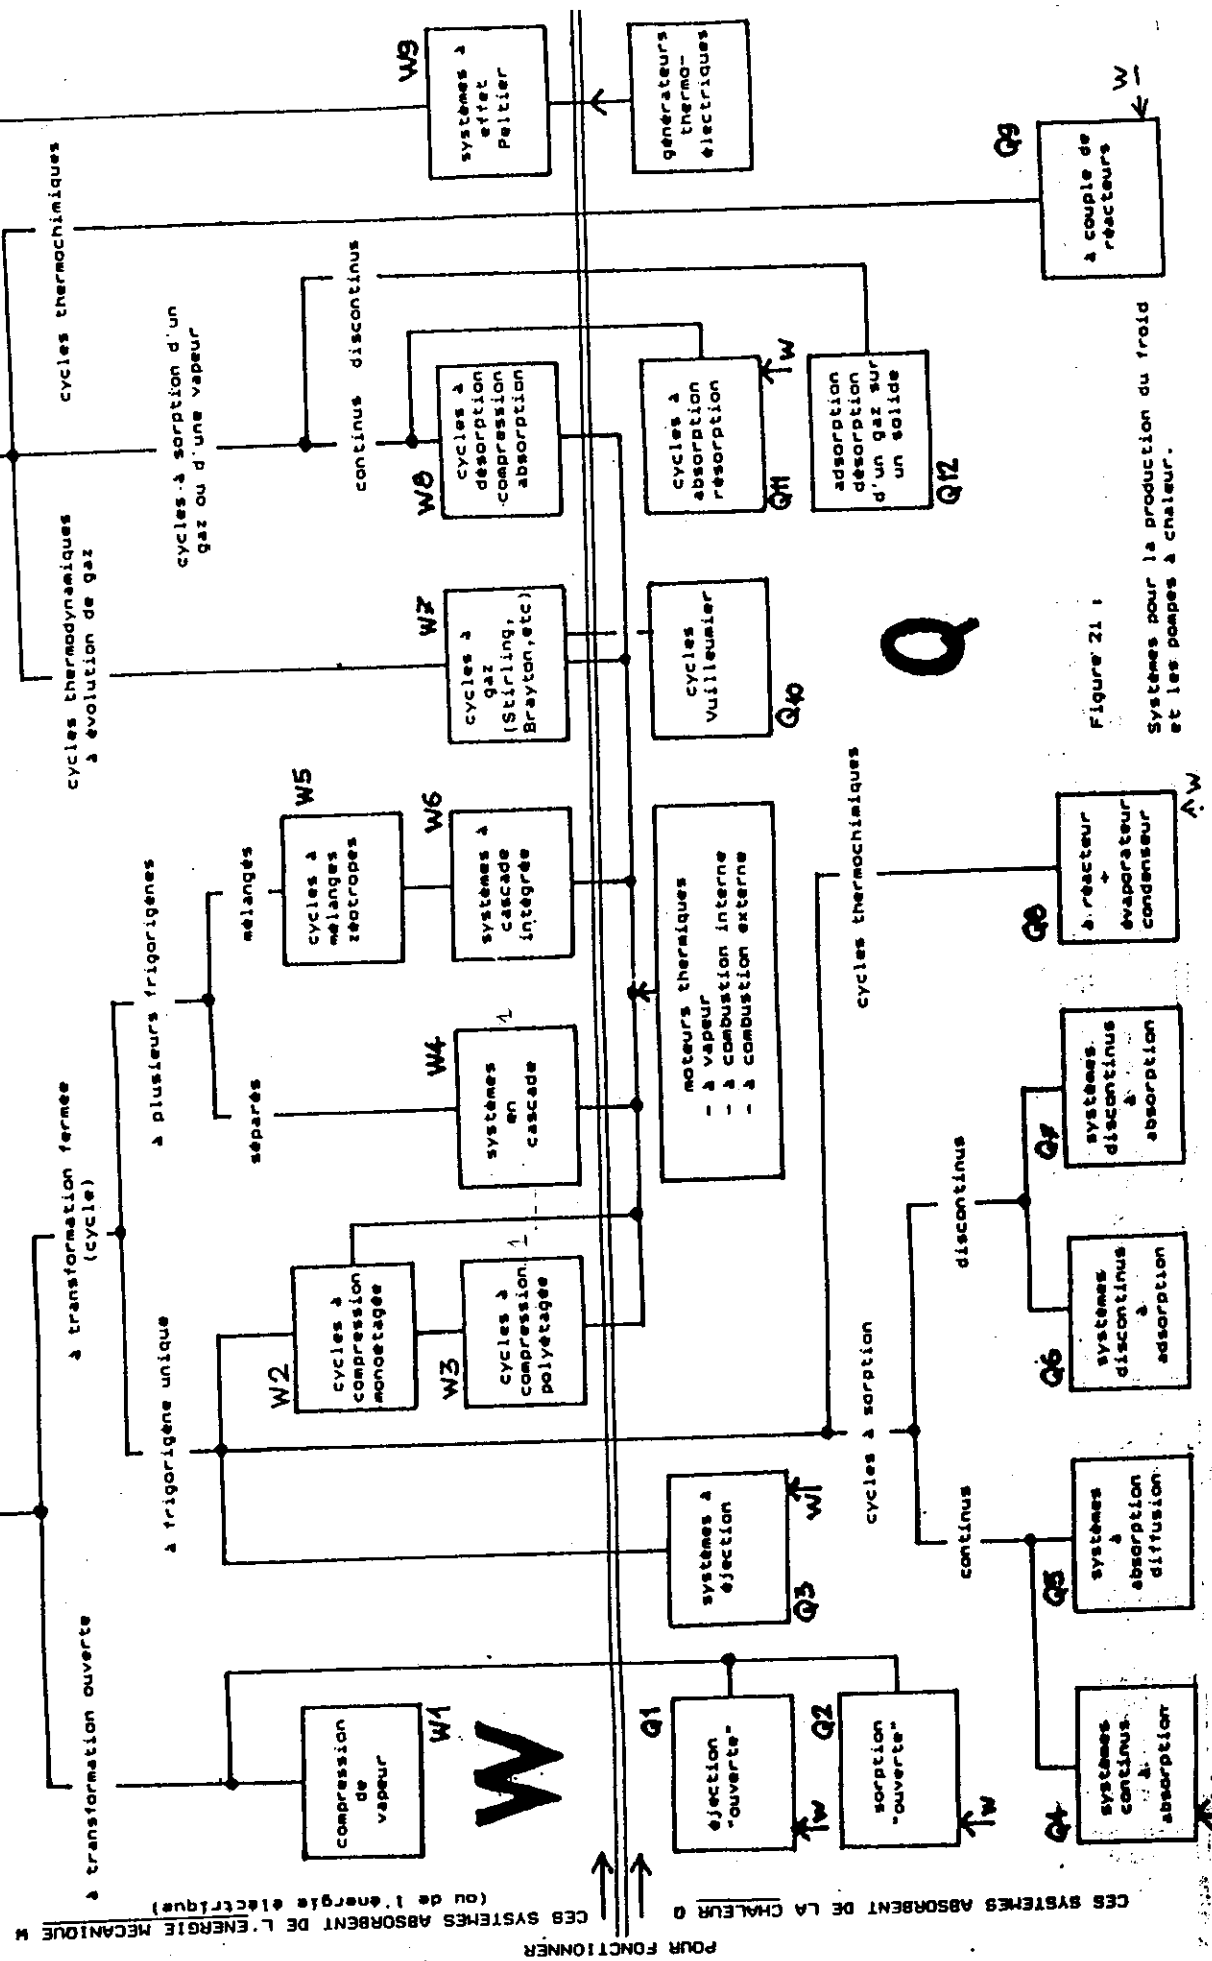 à transformation ouverte
à transformation fermée
(cycle)
à frigorigène unique
à plusieurs frigorigènes
séparés
mélangés
cycles thermodynamiques
à évolution de gaz
cycles à sorption d'un
gaz ou d'une vapeur
cycles thermochimiques
continus
discontinus
CES SYSTEMES ABSORBENT DE L'ENERGIE MECANIQUE W
(ou de l'énergie électrique)
POUR FONCTIONNER
CES SYSTEMES ABSORBENT DE LA CHALEUR Q
W
compression
de
vapeur
W1
W2
cycles à
compression
monoétagée
W3
cycles à
compression
polyétagée
1
W4
systèmes
en
cascade
1
W5
cycles à
mélanges
zéotropes
W6
systèmes à
cascade
intégrée
W7
cycles à
gaz
(Stirling,
Brayton,etc)
W8
cycles à
désorption
compression
absorption
W9
systèmes à
effet
Peltier
Q1
éjection
"ouverte"
W
Q2
sorption
"ouverte"
W
systèmes à
éjection
Q3
W
moteurs thermiques
- à vapeur
- à combustion interne
- à combustion externe
cycles
Vuilleumier
Q10
cycles à
absorption
résorption
Q11
W
adsorption
désorption
d'un gaz sur
un solide
Q12
générateurs
thermo-
électriques
Q
cycles à sorption
cycles thermochimiques
continus
discontinus
Q4
systèmes
continus
à
absorption
Q5
systèmes
à
absorption
diffusion
Q6
systèmes
discontinus
à
adsorption
Q7
systèmes
discontinus
à
absorption
Q8
à réacteur
+
évaporateur
condenseur
W
Q9
à couple de
réacteurs
W
Figure 21 :
Systèmes pour la production du froid
et les pompes à chaleur.